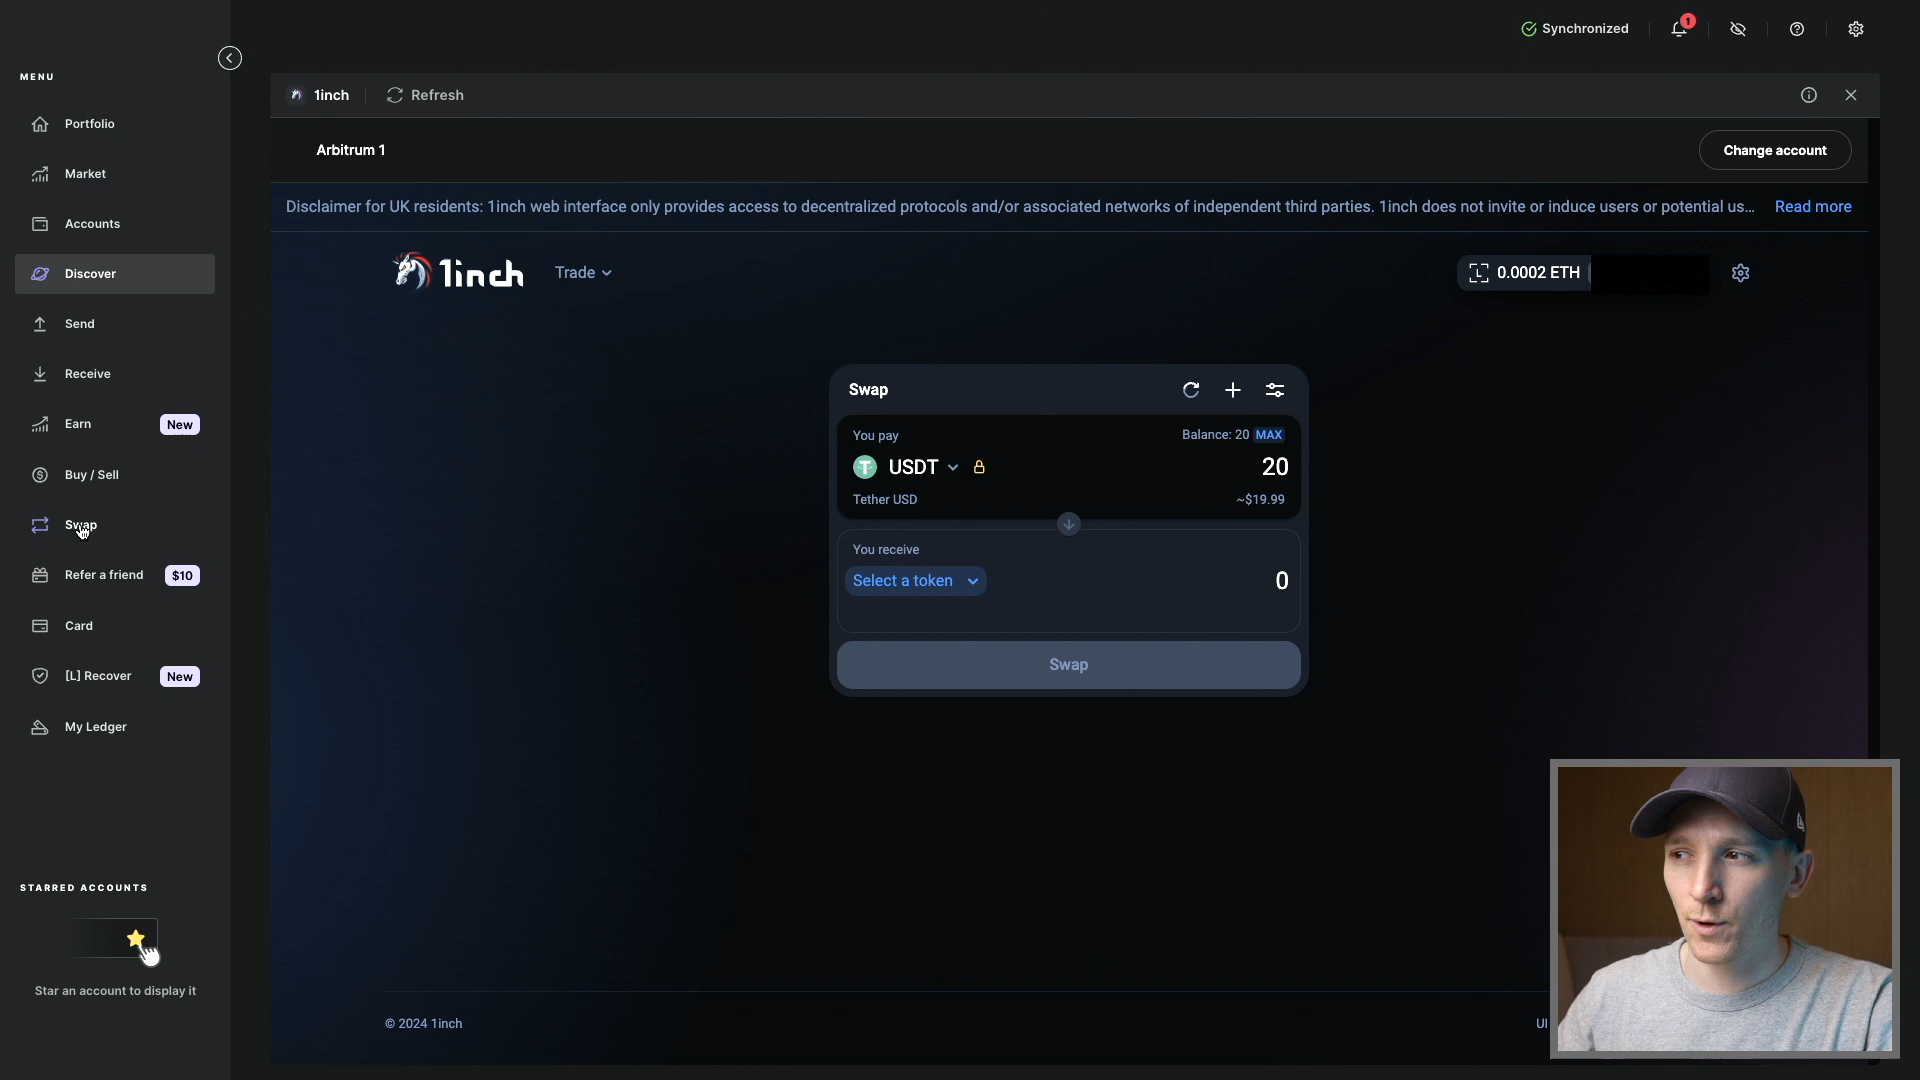 Synchronized
1
MENU
Portfolio
Market
Accounts
Discover
Send
Receive
Earn New
Buy / Sell
Swap
Refer a friend $10
Card
[L] Recover New
My Ledger
STARRED ACCOUNTS
Star an account to display it
1inch Refresh
Arbitrum 1 Change account
Disclaimer for UK residents: 1inch web interface only provides access to decentralized protocols and/or associated networks of independent third parties. 1inch does not invite or induce users or potential us... Read more
1inch Trade 0.0002 ETH
Swap
You pay Balance: 20 MAX
USDT 20
Tether USD ~$19.99
You receive
Select a token 0
Swap
© 2024 1inch UI